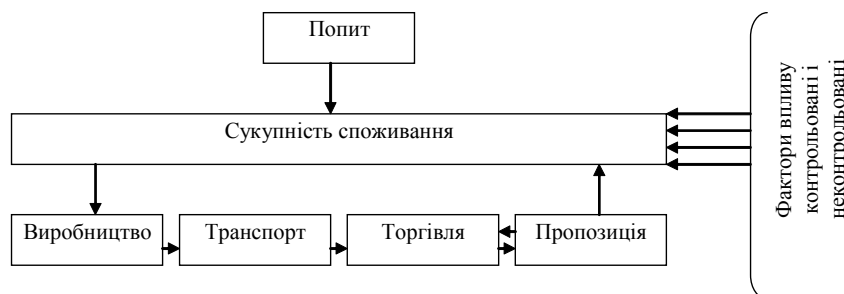 Попит
Сукупність споживання
Виробництво
Транспорт
Торгівля
Пропозиція
Фактори впливу
контрольовані і
неконтрольовані